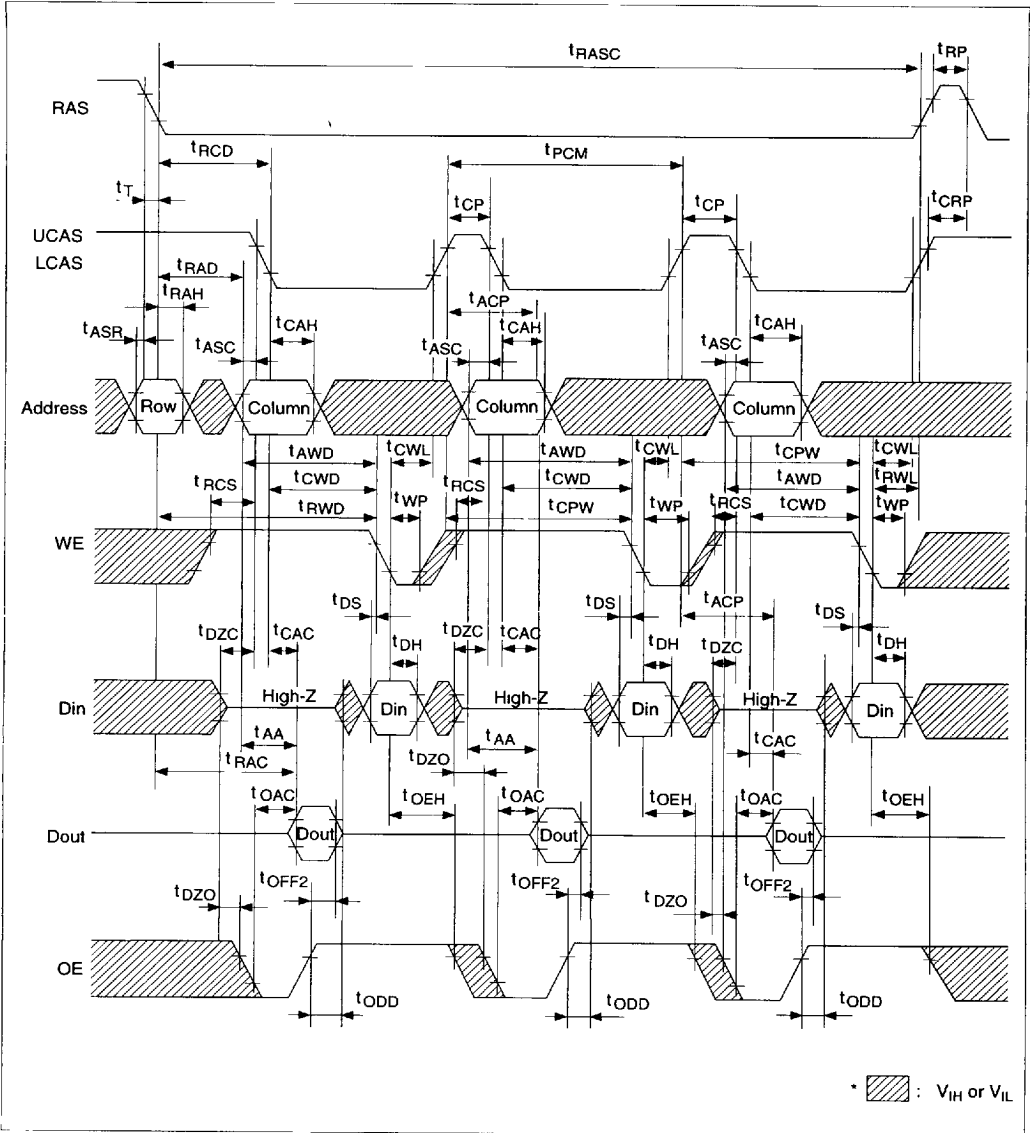 tRASC tRP
RAS
tRCD tPCM
tT tCP tCP tCRP
UCAS
LCAS
tRAD
tRAH tACP
tASR tCAH tCAH tCAH
tASC tASC tASC
Address Row Column Column Column
tAWD tCWL tAWD tCWL tCPW tCWL
tCWD tRCS tCWD tAWD tRWL
tRCS tRWD tWP tCPW tWP tRCS tCWD tWP
WE
tDS tDS tACP tDS
tDZC tCAC tDH tDZC tCAC tDH tDZC tDH
Din High-Z Din High-Z Din High-Z Din
tAA tAA tCAC
tRAC tDZO
tOAC tOEH tOAC tOEH tOAC tOEH
Dout Dout Dout Dout
tDZO tOFF2 tOFF2 tDZO tOFF2
OE
tODD tODD tODD
* : VIH or VIL